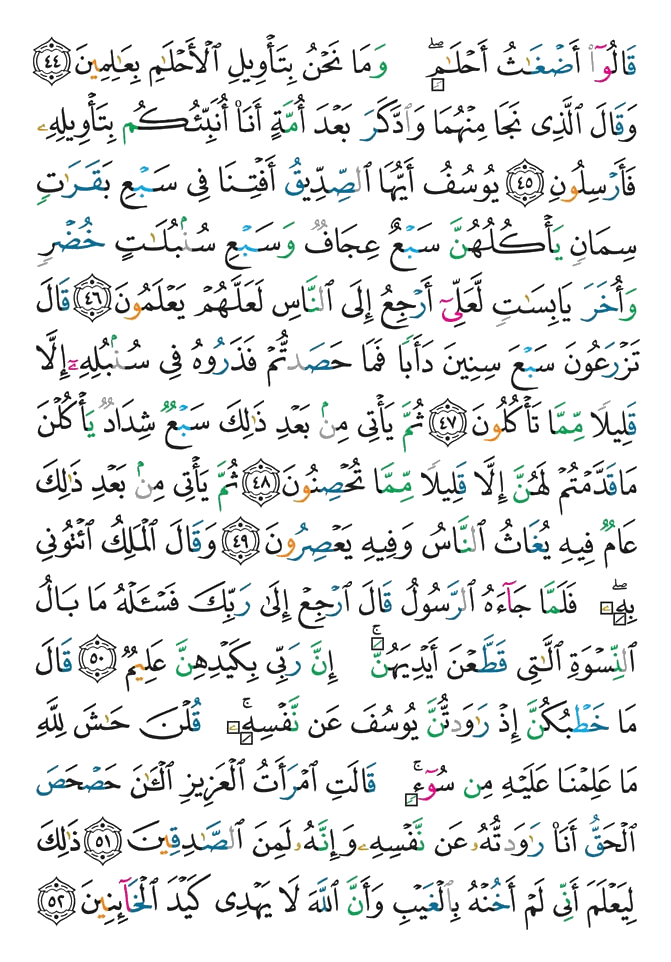 قَالُوٓا۟ أَضْغَـٰثُ أَحْلَـٰمٍۢ ۖ وَمَا نَحْنُ بِتَأْوِيلِ ٱلْأَحْلَـٰمِ بِعَـٰلِمِينَ ٤٤
وَقَالَ ٱلَّذِى نَجَا مِنْهُمَا وَٱدَّكَرَ بَعْدَ أُمَّةٍ أَنَا۠ أُنَبِّئُكُم بِتَأْوِيلِهِۦ
فَأَرْسِلُونِ ٤٥ يُوسُفُ أَيُّهَا ٱلصِّدِّيقُ أَفْتِنَا فِى سَبْعِ بَقَرَٰتٍۢ
سِمَانٍۢ يَأْكُلُهُنَّ سَبْعٌ عِجَافٌۭ وَسَبْعِ سُنۢبُلَـٰتٍ خُضْرٍۢ
وَأُخَرَ يَابِسَـٰتٍۢ لَّعَلِّىٓ أَرْجِعُ إِلَى ٱلنَّاسِ لَعَلَّهُمْ يَعْلَمُونَ ٤٦ قَالَ
تَزْرَعُونَ سَبْعَ سِنِينَ دَأَبًۭا فَمَا حَصَدتُّمْ فَذَرُوهُ فِى سُنۢبُلِهِۦٓ إِلَّا
قَلِيلًۭا مِّمَّا تَأْكُلُونَ ٤٧ ثُمَّ يَأْتِى مِنۢ بَعْدِ ذَٰلِكَ سَبْعٌۭ شِدَادٌۭ يَأْكُلْنَ
مَا قَدَّمْتُمْ لَهُنَّ إِلَّا قَلِيلًۭا مِّمَّا تُحْصِنُونَ ٤٨ ثُمَّ يَأْتِى مِنۢ بَعْدِ ذَٰلِكَ
عَامٌۭ فِيهِ يُغَاثُ ٱلنَّاسُ وَفِيهِ يَعْصِرُونَ ٤٩ وَقَالَ ٱلْمَلِكُ ٱئْتُونِى
بِهِۦ ۖ فَلَمَّا جَآءَهُ ٱلرَّسُولُ قَالَ ٱرْجِعْ إِلَىٰ رَبِّكَ فَسْـَٔلْهُ مَا بَالُ
ٱلنِّسْوَةِ ٱلَّـٰتِى قَطَّعْنَ أَيْدِيَهُنَّ ۚ إِنَّ رَبِّى بِكَيْدِهِنَّ عَلِيمٌۭ ٥٠ قَالَ
مَا خَطْبُكُنَّ إِذْ رَٰوَدتُّنَّ يُوسُفَ عَن نَّفْسِهِۦ ۚ قُلْنَ حَـٰشَ لِلَّهِ
مَا عَلِمْنَا عَلَيْهِ مِن سُوٓءٍۢ ۚ قَالَتِ ٱمْرَأَتُ ٱلْعَزِيزِ ٱلْـَٔـٰنَ حَصْحَصَ
ٱلْحَقُّ أَنَا۠ رَٰوَدتُّهُۥ عَن نَّفْسِهِۦ وَإِنَّهُۥ لَمِنَ ٱلصَّـٰدِقِينَ ٥١ ذَٰلِكَ
لِيَعْلَمَ أَنِّى لَمْ أَخُنْهُ بِٱلْغَيْبِ وَأَنَّ ٱللَّهَ لَا يَهْدِى كَيْدَ ٱلْخَآئِنِينَ ٥٢